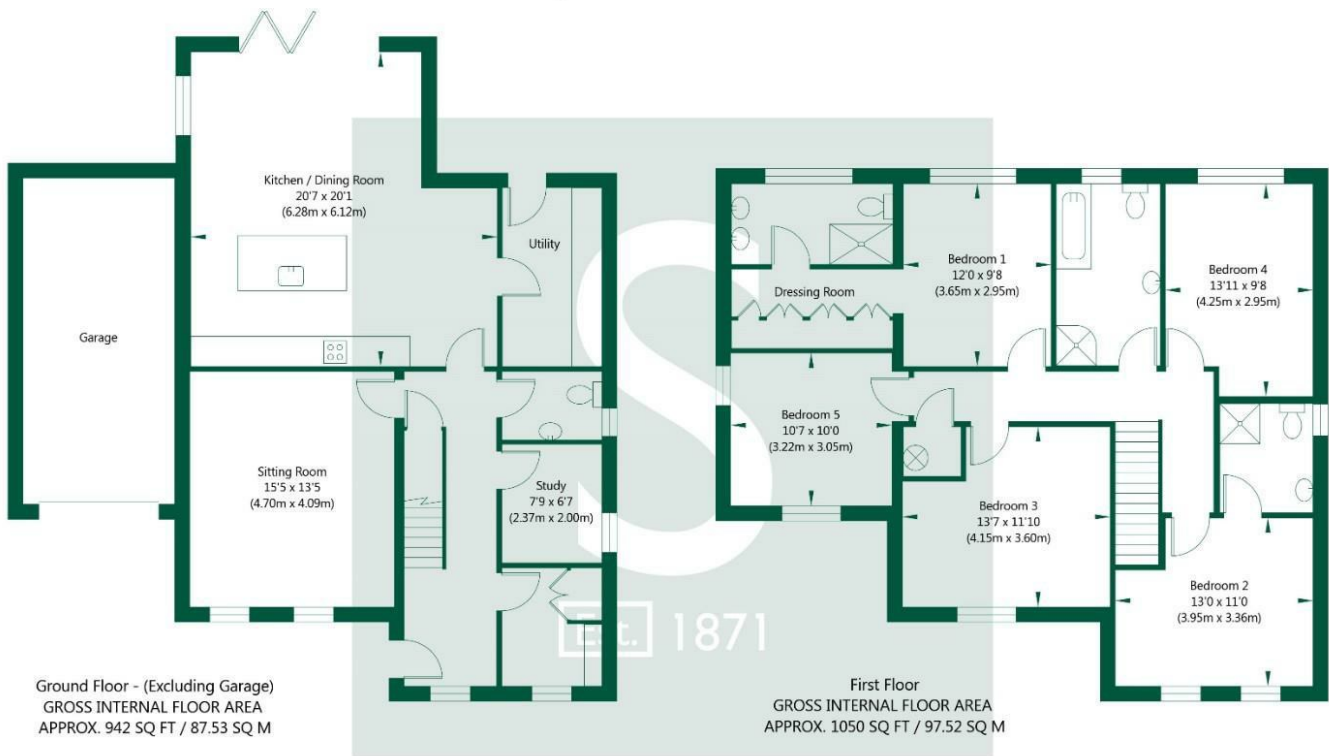 Kitchen / Dining Room
20'7 x 20'1
(6.28m x 6.12m)
Utility
Garage
Sitting Room
15'5 x 13'5
(4.70m x 4.09m)
Study
7'9 x 6'7
(2.37m x 2.00m)
Ground Floor - (Excluding Garage)
GROSS INTERNAL FLOOR AREA
APPROX. 942 SQ FT / 87.53 SQ M
Dressing Room
Bedroom 1
12'0 x 9'8
(3.65m x 2.95m)
Bedroom 4
13'11 x 9'8
(4.25m x 2.95m)
Bedroom 5
10'7 x 10'0
(3.22m x 3.05m)
Bedroom 3
13'7 x 11'10
(4.15m x 3.60m)
Bedroom 2
13'0 x 11'0
(3.95m x 3.36m)
First Floor
GROSS INTERNAL FLOOR AREA
APPROX. 1050 SQ FT / 97.52 SQ M
S
Est. 1871